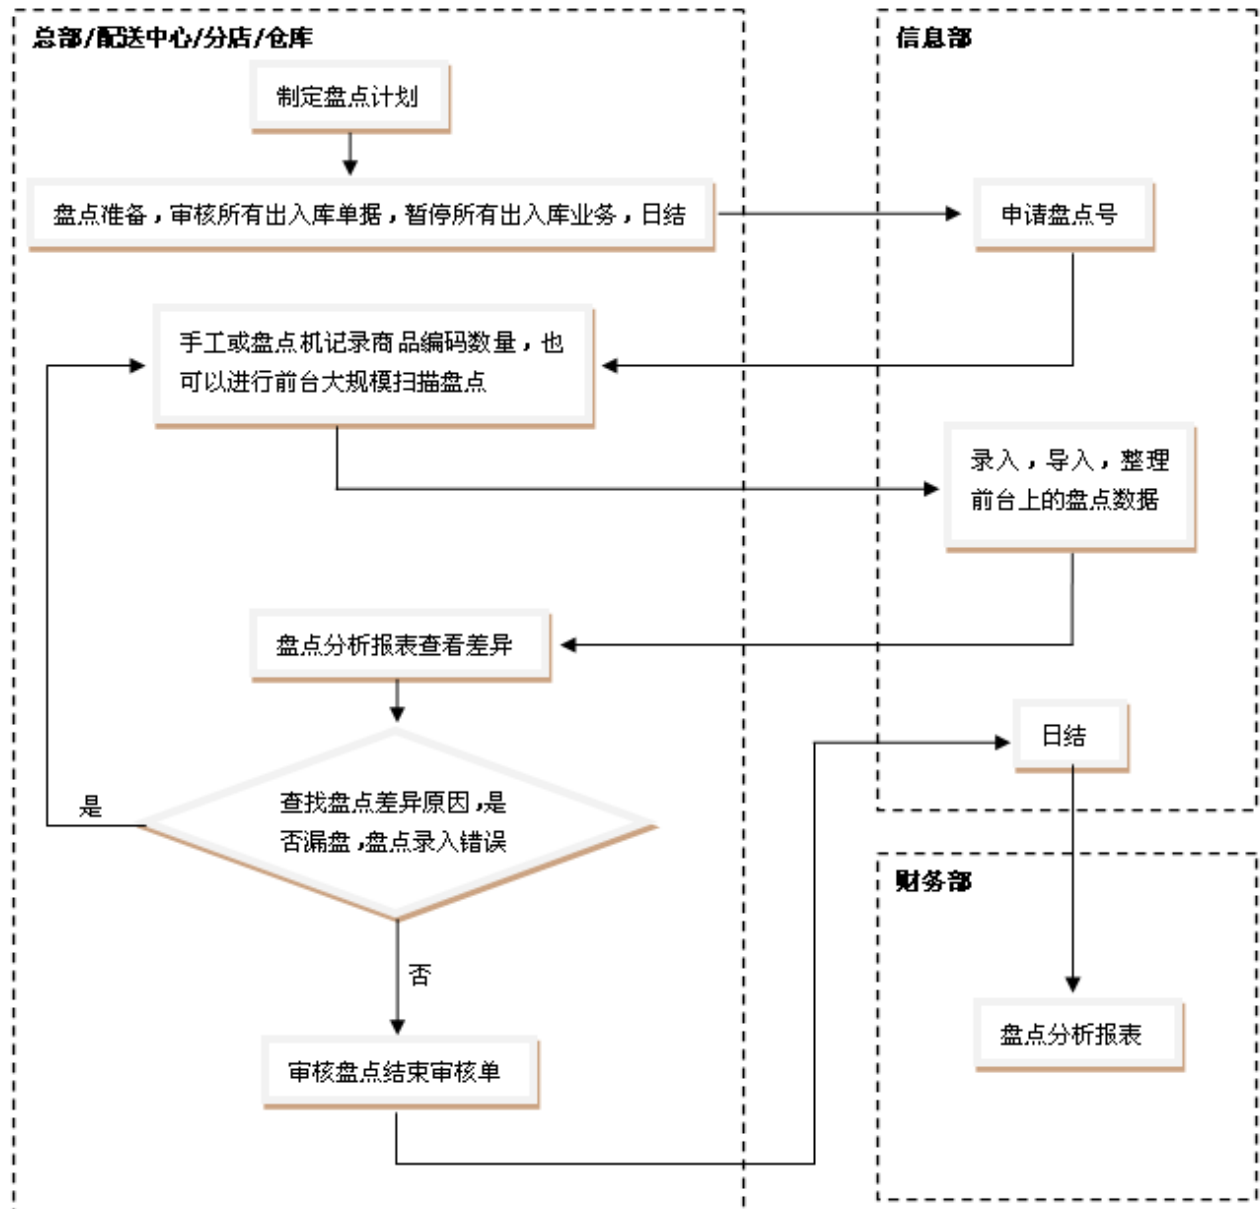 总部/配送中心/分店/仓库
信息部
制定盘点计划
盘点准备，审核所有出入库单据，暂停所有出入库业务，日结
申请盘点号
手工或盘点机记录商品编码数量，也
可以进行前台大规模扫描盘点
录入，导入，整理
前台上的盘点数据
盘点分析报表查看差异
日结
是
查找盘点差异原因,是
否漏盘,盘点录入错误
财务部
否
盘点分析报表
审核盘点结束审核单